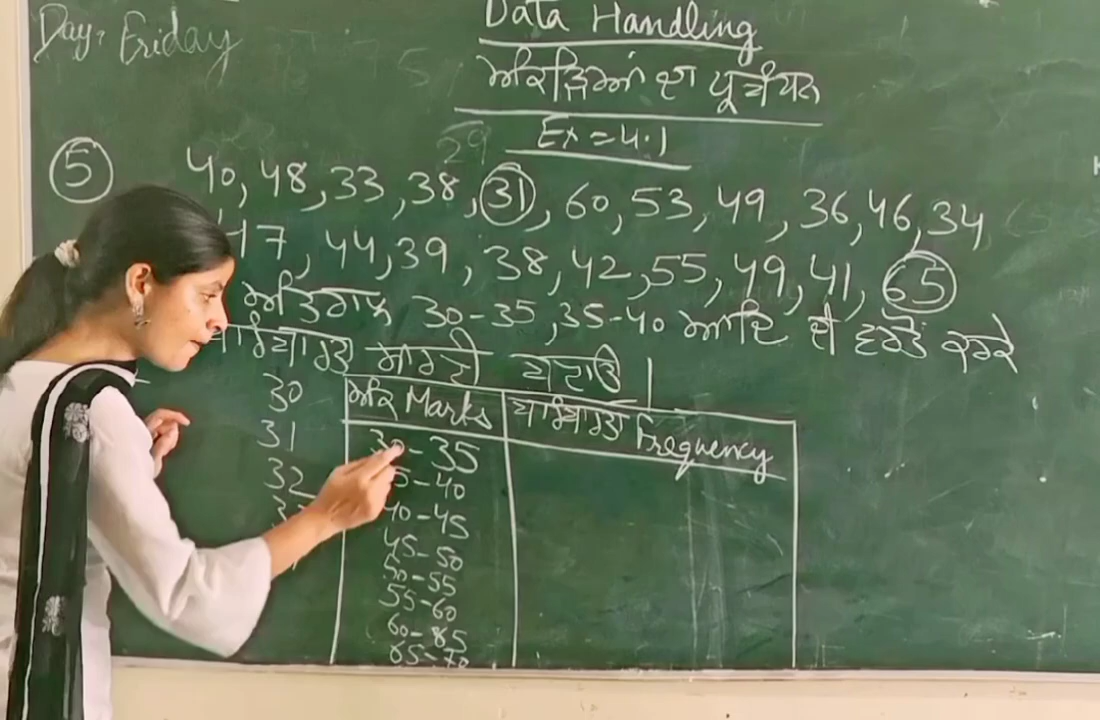 Day: Friday
Data Handling
ਅੰਕੜਿਆਂ ਦਾ ਪ੍ਰਬੰਧਨ
Ex = 4.1
29
5 40, 48, 33, 38, 31, 60, 53, 49, 36, 46, 34
47, 44, 39, 38, 42, 55, 49, 41, 65
ਅੰਤਰਾਲ 30-35, 35-40 ਆਦਿ ਦੀ ਵਰਤੋਂ ਕਰਕੇ
ਬਾਰੰਬਾਰਤਾ ਸਾਰਣੀ ਬਣਾਓ |
30
31
32
ਅੰਕ Marks ਬਾਰੰਬਾਰਤਾ Frequency
30-35
5-40
40-45
45-50
50-55
55-60
60-65
65-70